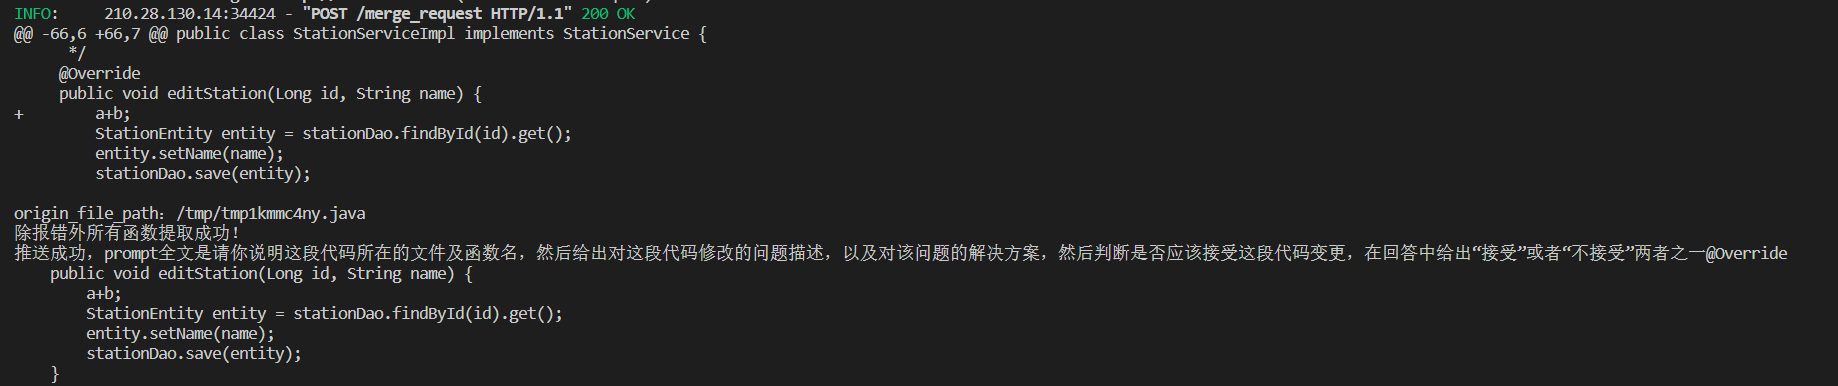 INFO:     210.28.130.14:34424 - "POST /merge_request HTTP/1.1" 200 OK
@@ -66,6 +66,7 @@ public class StationServiceImpl implements StationService {
      */
     @Override
     public void editStation(Long id, String name) {
+        a+b;
         StationEntity entity = stationDao.findById(id).get();
         entity.setName(name);
         stationDao.save(entity);
origin_file_path：/tmp/tmp1kmmc4ny.java
除报错外所有函数提取成功！
推送成功，prompt全文是请你说明这段代码所在的文件及函数名，然后给出对这段代码修改的问题描述，以及对该问题的解决方案，然后判断是否应该接受这段代码变更，在回答中给出“接受”或者“不接受”两者之一@Override
    public void editStation(Long id, String name) {
        a+b;
        StationEntity entity = stationDao.findById(id).get();
        entity.setName(name);
        stationDao.save(entity);
    }